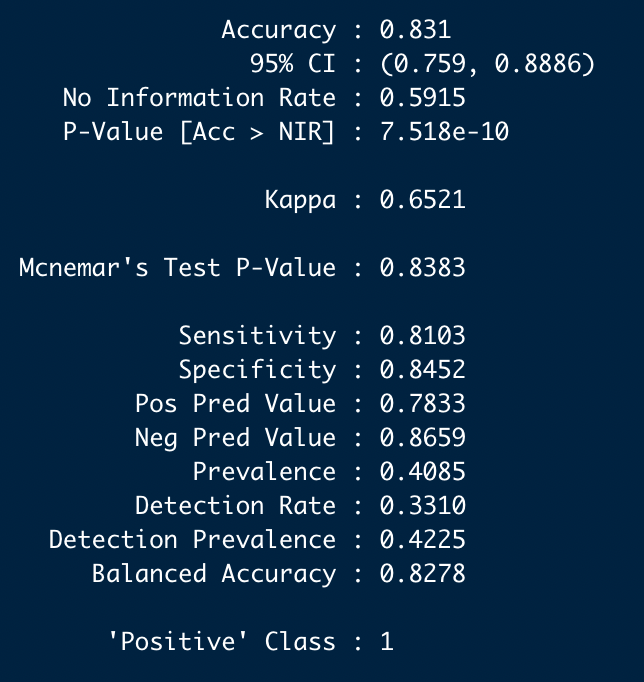 Accuracy : 0.831
95% CI : (0.759, 0.8886)
No Information Rate : 0.5915
P-Value [Acc > NIR] : 7.518e-10
Kappa : 0.6521
Mcnemar's Test P-Value : 0.8383
Sensitivity : 0.8103
Specificity : 0.8452
Pos Pred Value : 0.7833
Neg Pred Value : 0.8659
Prevalence : 0.4085
Detection Rate : 0.3310
Detection Prevalence : 0.4225
Balanced Accuracy : 0.8278
'Positive' Class : 1